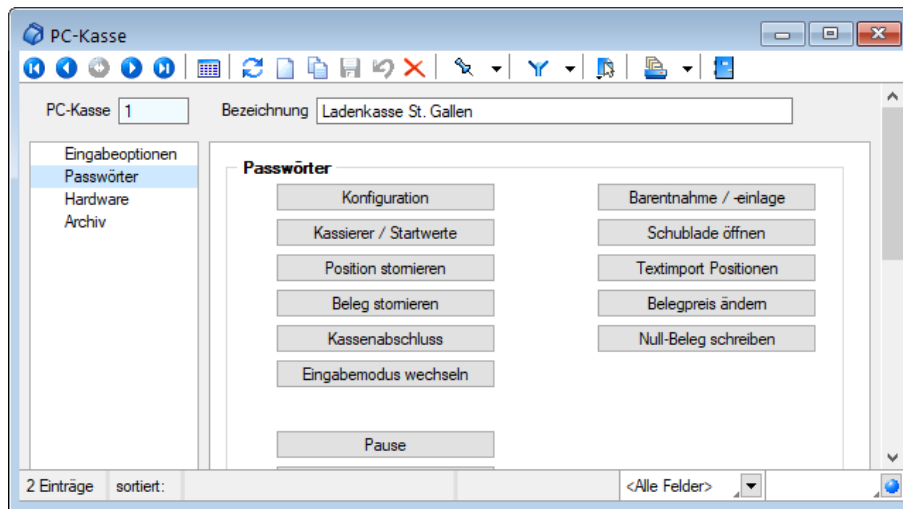 PC-Kasse
PC-Kasse 1 Bezeichnung Ladenkasse St. Gallen
Eingabeoptionen
Passwörter
Hardware
Archiv
Passwörter
Konfiguration Barentnahme / -einlage
Kassierer / Startwerte Schublade öffnen
Position stornieren Textimport Positionen
Beleg stornieren Belegpreis ändern
Kassenabschluss Null-Beleg schreiben
Eingabemodus wechseln
Pause
2 Einträge sortiert: <Alle Felder>